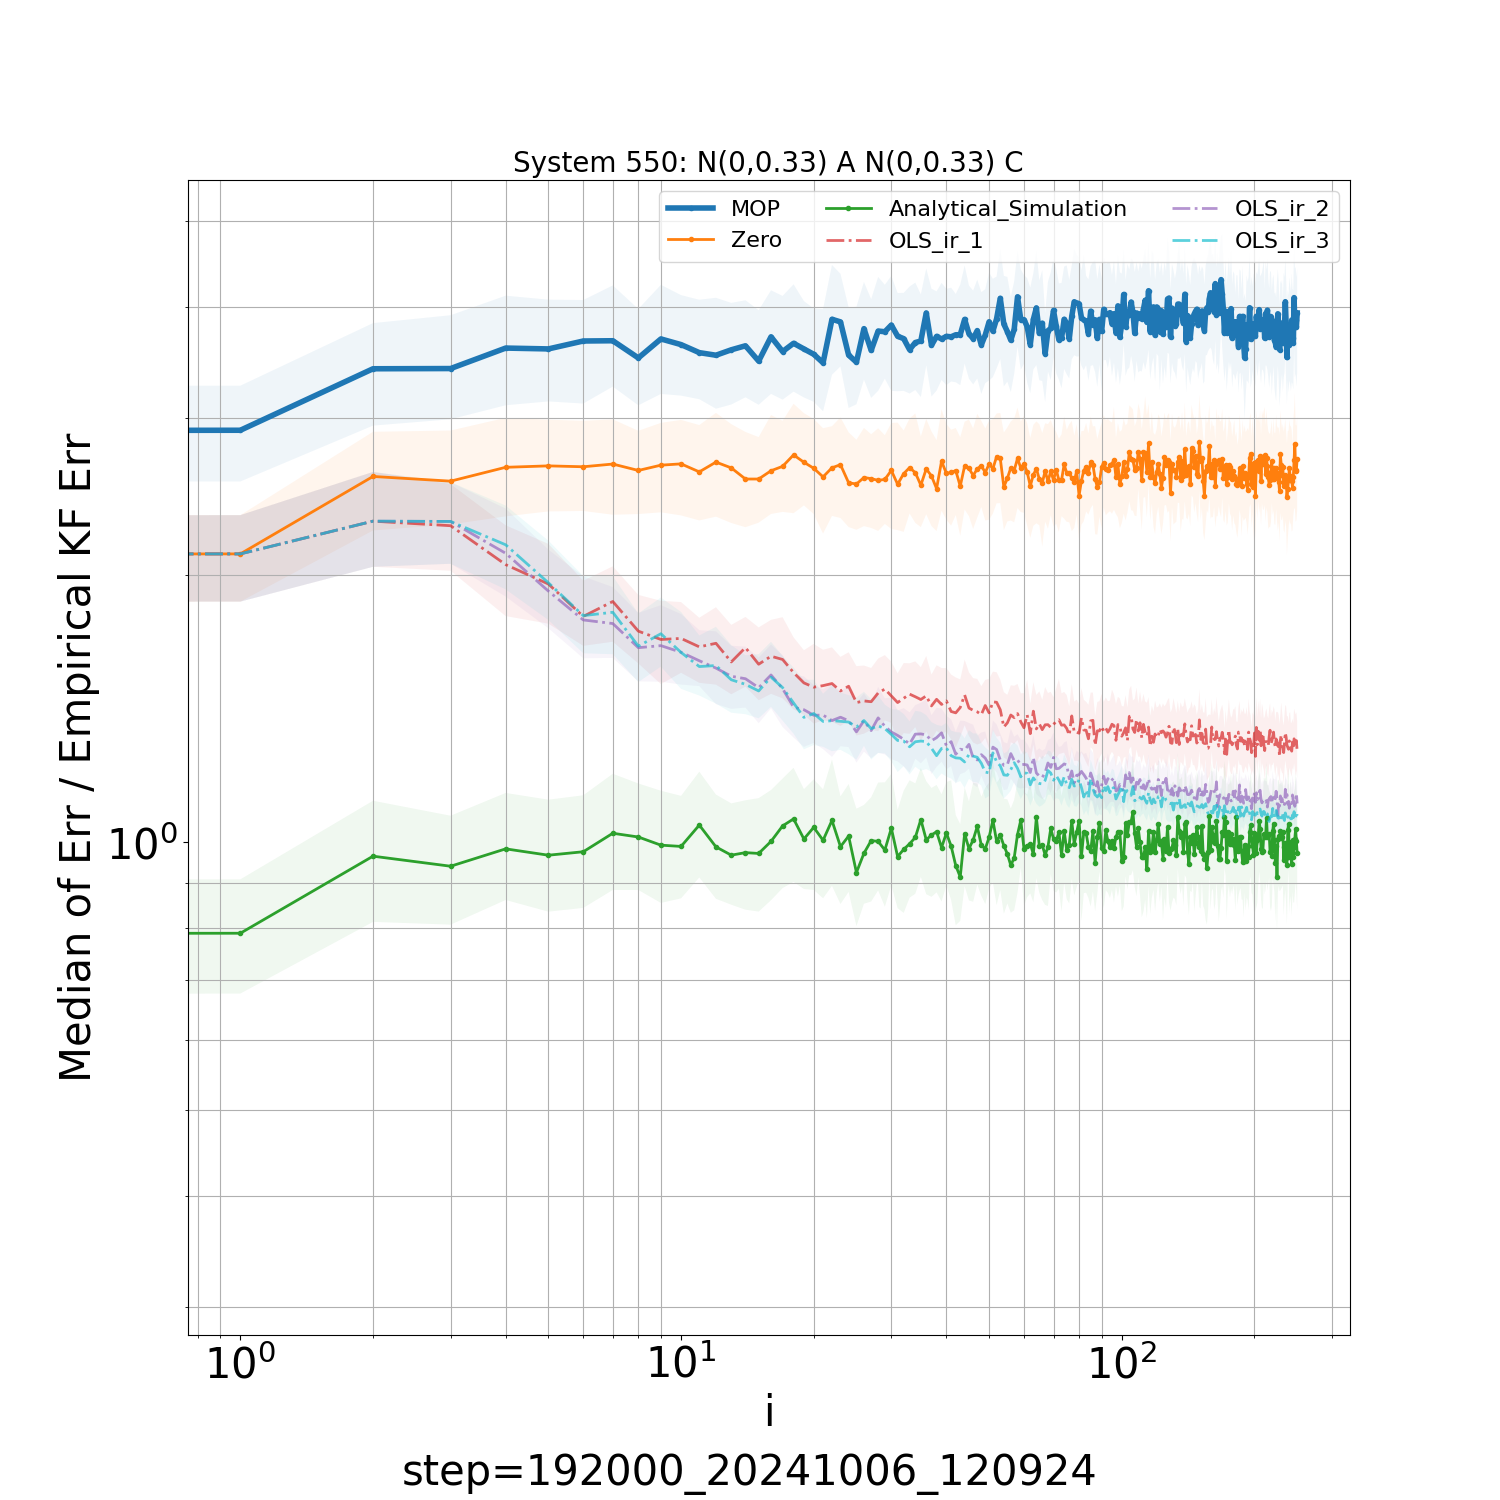 System 550: N(0,0.33) A N(0,0.33) C
MOP
Zero
Analytical_Simulation
OLS_ir_1
OLS_ir_2
OLS_ir_3
Median of Err / Empirical KF Err
10⁰
10⁰ 10¹ 10²
i
step=192000_20241006_120924